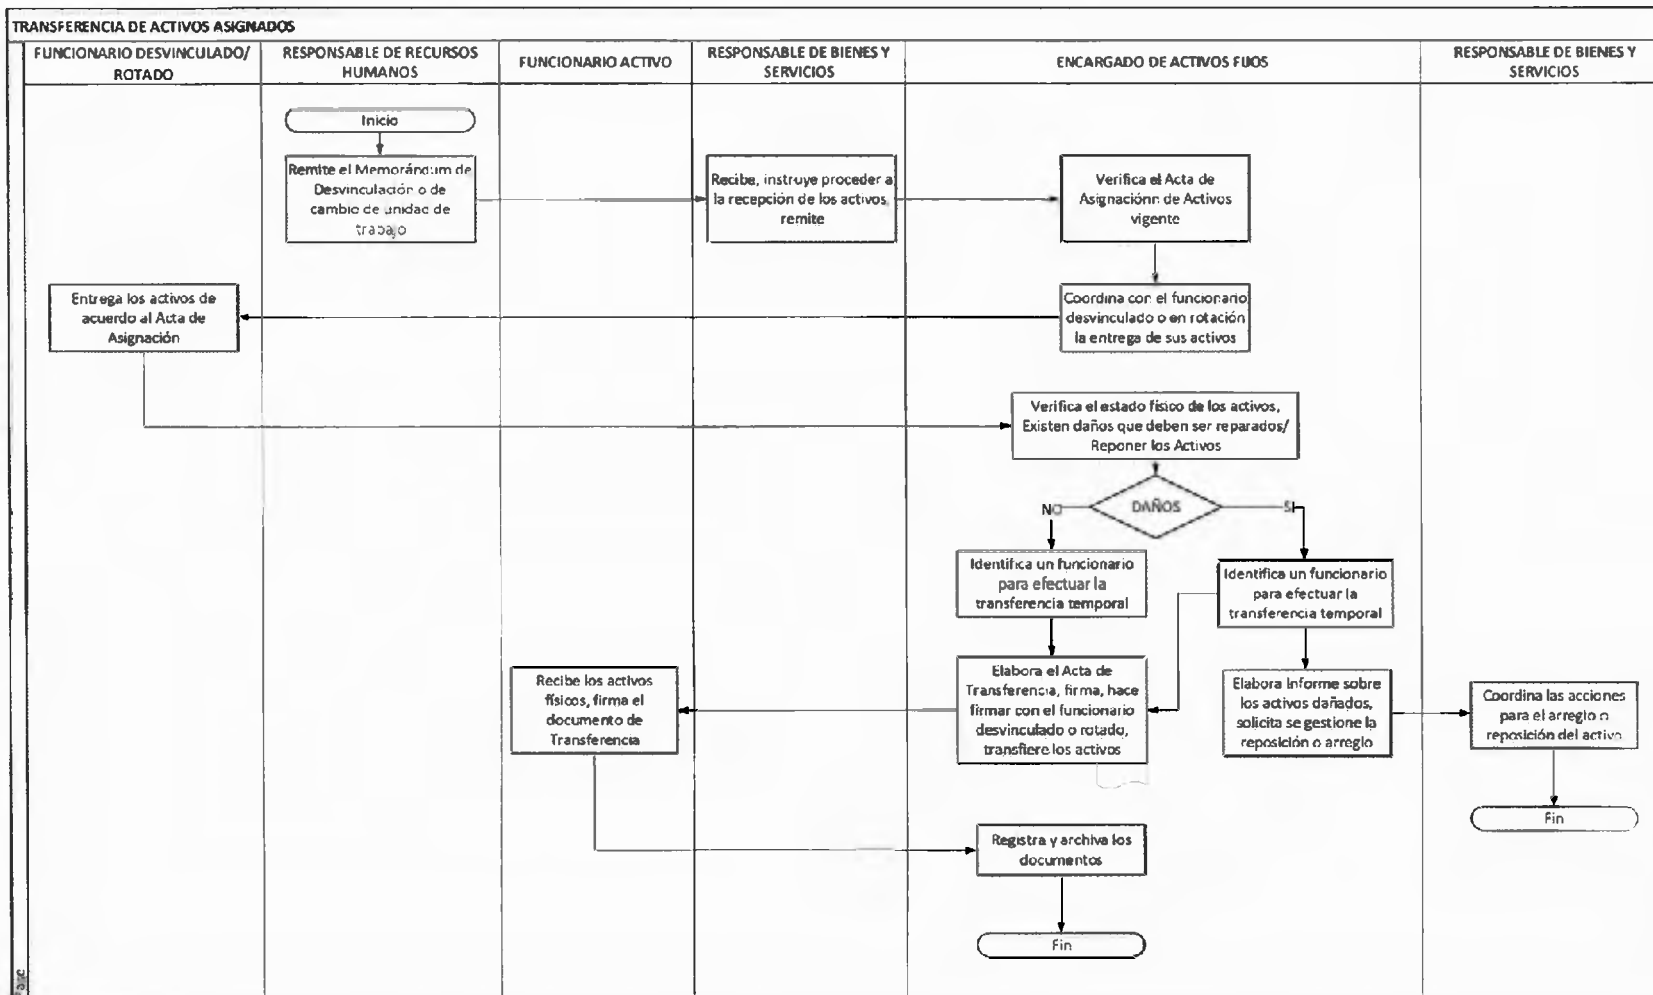 TRANSFERENCIA DE ACTIVOS ASIGNADOS
FUNCIONARIO DESVINCULADO/
ROTADO
RESPONSABLE DE RECURSOS
HUMANOS
FUNCIONARIO ACTIVO
RESPONSABLE DE BIENES Y
SERVICIOS
ENCARGADO DE ACTIVOS FIJOS
RESPONSABLE DE BIENES Y
SERVICIOS
Inicio
Remite el Memorándum de
Desvinculación o de
cambio de unidad de
trabajo
Recibe, instruye proceder a
la recepción de los activos,
remite
Verifica el Acta de
Asignaciónn de Activos
vigente
Entrega los activos de
acuerdo al Acta de
Asignación
Coordina con el funcionario
desvinculado o en rotación
la entrega de sus activos
Verifica el estado físico de los activos,
Existen daños que deben ser reparados/
Reponer los Activos
DAÑOS
NO
SI
Identifica un funcionario
para efectuar la
transferencia temporal
Identifica un funcionario
para efectuar la
transferencia temporal
Recibe los activos
físicos, firma el
documento de
Transferencia
Elabora el Acta de
Transferencia, firma, hace
firmar con el funcionario
desvinculado o rotado,
transfiere los activos
Elabora Informe sobre
los activos dañados,
solicita se gestione la
reposición o arreglo
Coordina las acciones
para el arreglo o
reposición del activo
Fin
Registra y archiva los
documentos
Fin